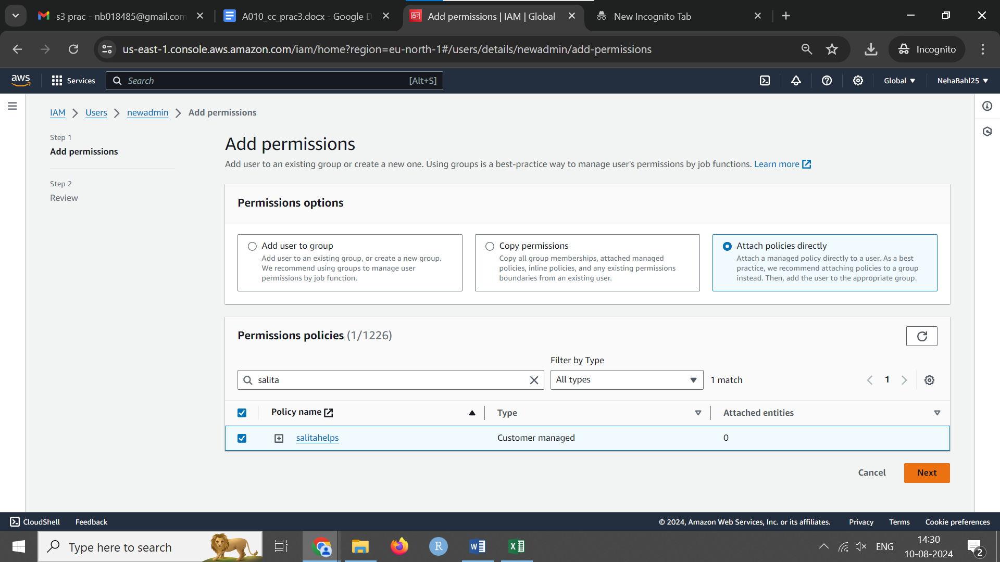 s3 prac - nb018485@gmail.com
A010_cc_prac3.docx - Google D
Add permissions | IAM | Global
New Incognito Tab
us-east-1.console.aws.amazon.com/iam/home?region=eu-north-1#/users/details/newadmin/add-permissions
Incognito
aws
Services
Search
[Alt+S]
Global
NehaBahl25
IAM
Users
newadmin
Add permissions
Step 1
Add permissions
Step 2
Review
Add permissions
Add user to an existing group or create a new one. Using groups is a best-practice way to manage user's permissions by job functions. Learn more
Permissions options
Add user to group
Add user to an existing group, or create a new group.
We recommend using groups to manage user
permissions by job function.
Copy permissions
Copy all group memberships, attached managed
policies, inline policies, and any existing permissions
boundaries from an existing user.
Attach policies directly
Attach a managed policy directly to a user. As a best
practice, we recommend attaching policies to a group
instead. Then, add the user to the appropriate group.
Permissions policies (1/1226)
Filter by Type
salita
All types
1 match
1
Policy name
Type
Attached entities
salitahelps
Customer managed
0
Cancel
Next
CloudShell
Feedback
© 2024, Amazon Web Services, Inc. or its affiliates.
Privacy
Terms
Cookie preferences
Type here to search
R
W
X
ENG
14:30
10-08-2024
2